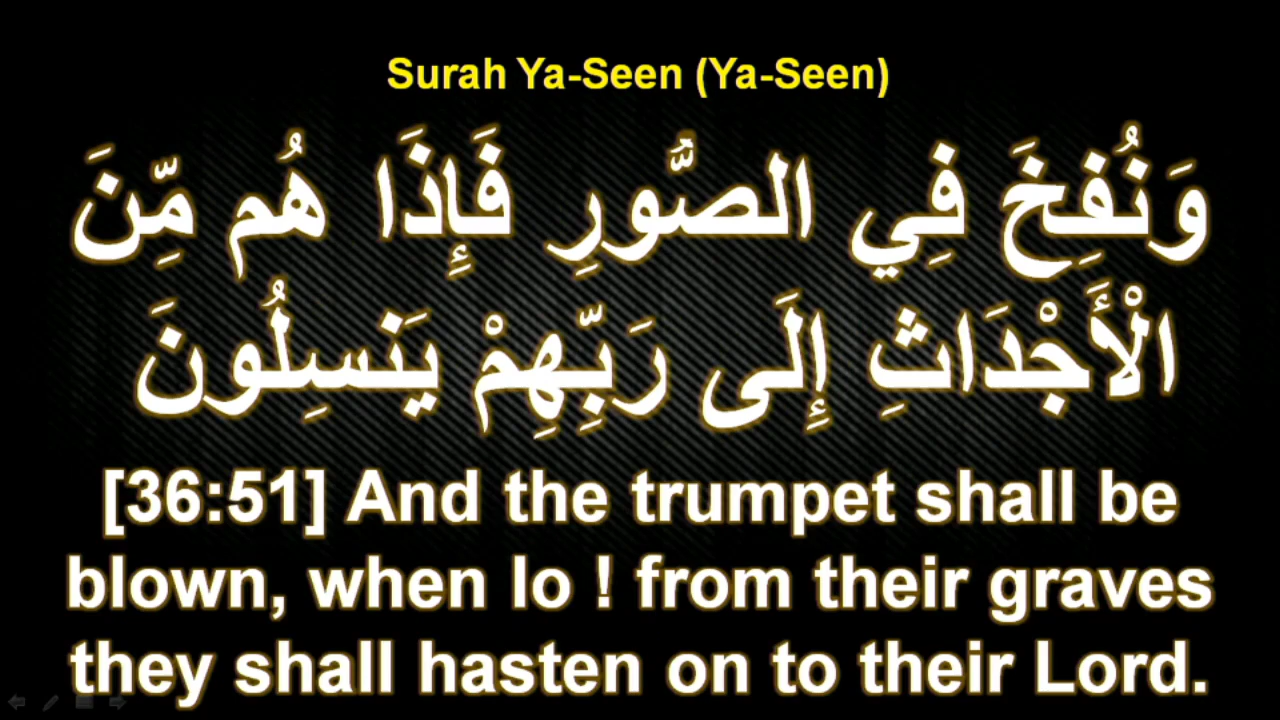 Surah Ya-Seen (Ya-Seen)
وَنُفِخَ فِي الصُّورِ فَإِذَا هُم مِّنَ
الْأَجْدَاثِ إِلَى رَبِّهِمْ يَنسِلُونَ
[36:51] And the trumpet shall be
blown, when lo ! from their graves
they shall hasten on to their Lord.